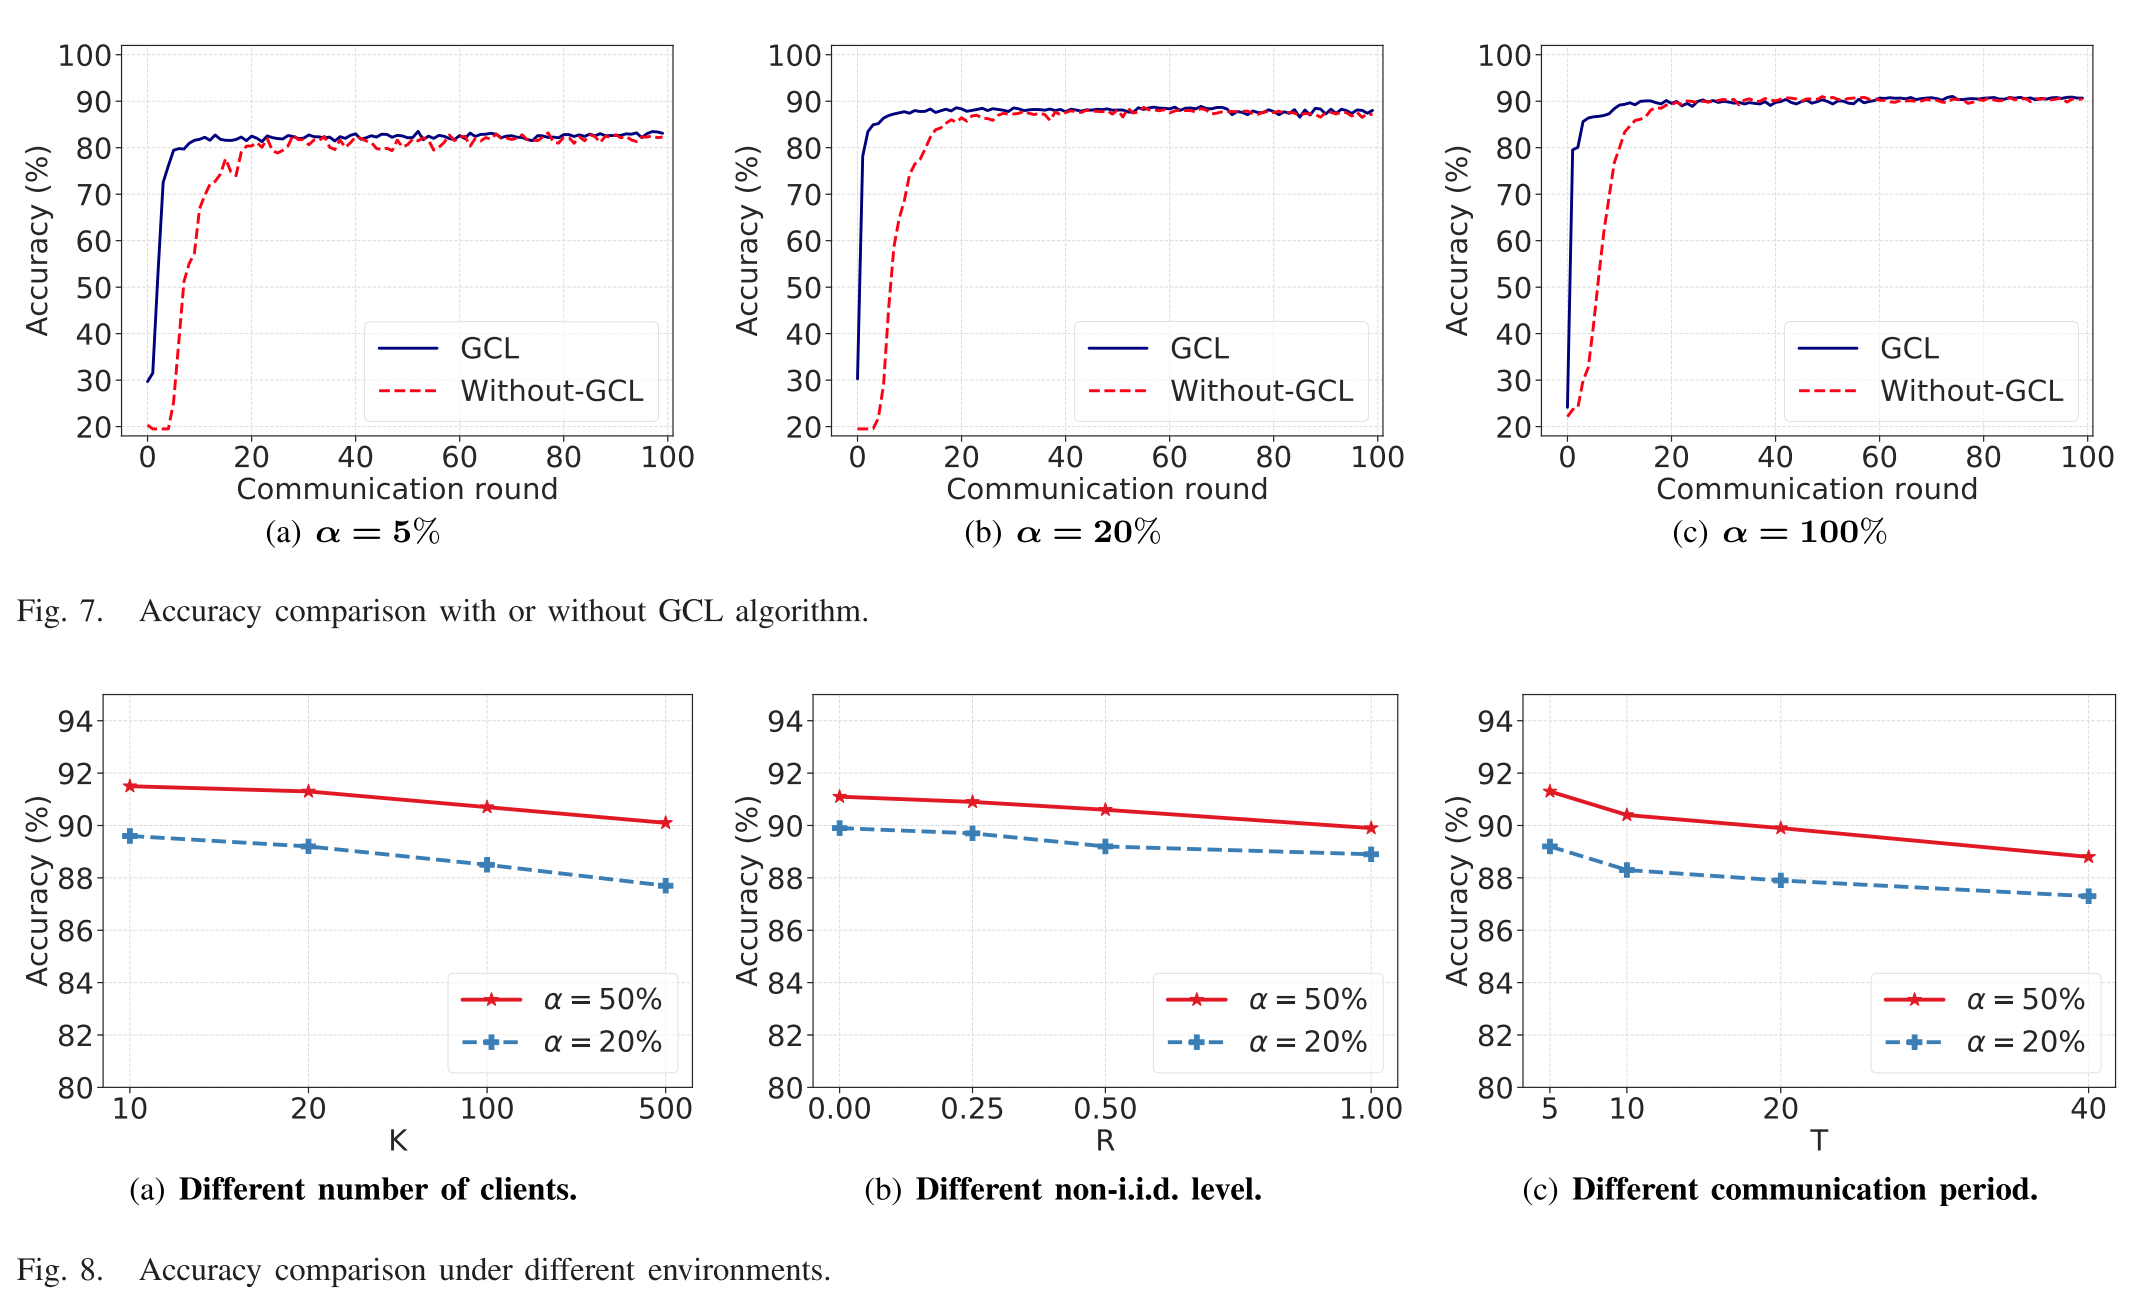 100
90
80
70
60
50
40
30
20
Accuracy (%)
GCL
Without-GCL
0 20 40 60 80 100
Communication round
(a) α = 5%
100
90
80
70
60
50
40
30
20
Accuracy (%)
GCL
Without-GCL
0 20 40 60 80 100
Communication round
(b) α = 20%
100
90
80
70
60
50
40
30
20
Accuracy (%)
GCL
Without-GCL
0 20 40 60 80 100
Communication round
(c) α = 100%
Fig. 7. Accuracy comparison with or without GCL algorithm.
94
92
90
88
86
84
82
80
Accuracy (%)
α = 50%
α = 20%
10 20 100 500
K
(a) Different number of clients.
94
92
90
88
86
84
82
80
Accuracy (%)
α = 50%
α = 20%
0.00 0.25 0.50 1.00
R
(b) Different non-i.i.d. level.
94
92
90
88
86
84
82
80
Accuracy (%)
α = 50%
α = 20%
5 10 20 40
T
(c) Different communication period.
Fig. 8. Accuracy comparison under different environments.